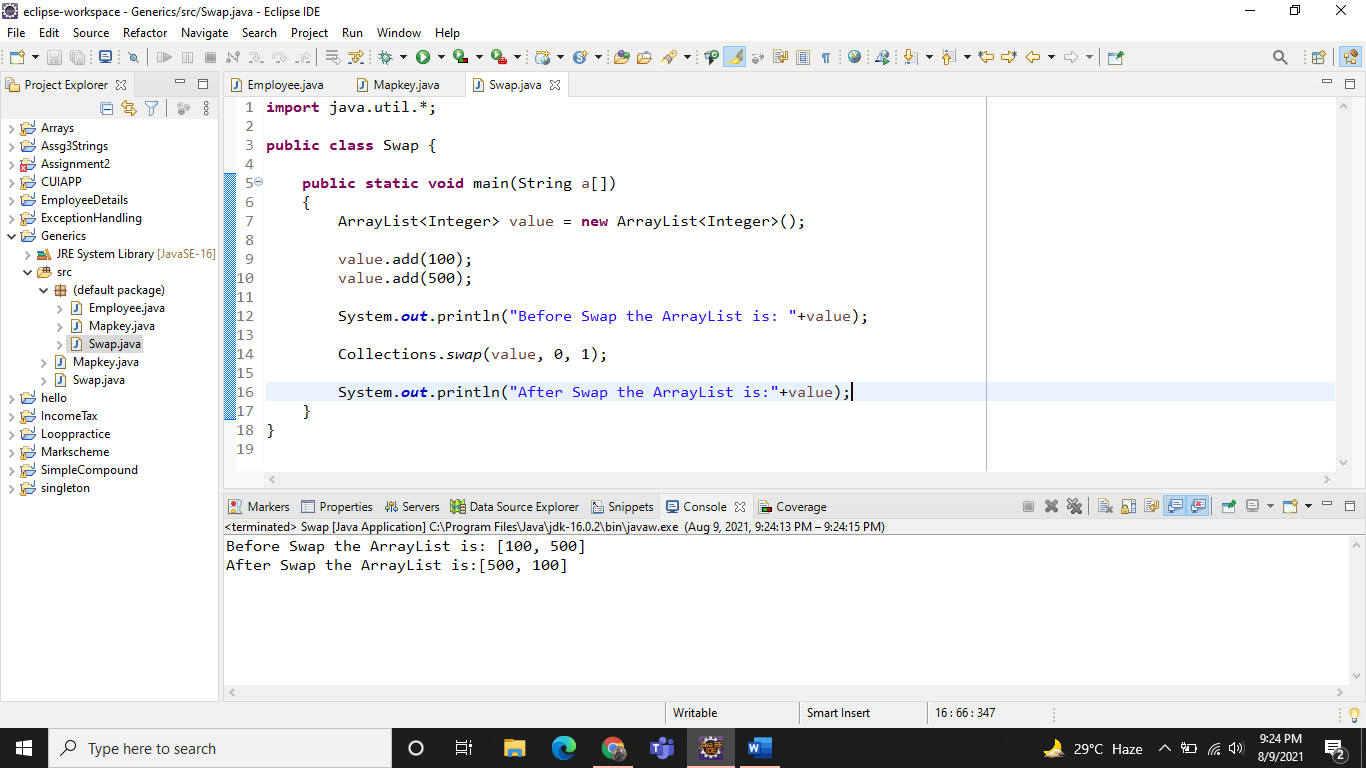 eclipse-workspace - Generics/src/Swap.java - Eclipse IDE
File Edit Source Refactor Navigate Search Project Run Window Help
Project Explorer
Arrays
Assg3Strings
Assignment2
CUIAPP
EmployeeDetails
ExceptionHandling
Generics
JRE System Library [JavaSE-16]
src
(default package)
Employee.java
Mapkey.java
Swap.java
Mapkey.java
Swap.java
hello
IncomeTax
Looppractice
Markscheme
SimpleCompound
singleton
Employee.java Mapkey.java Swap.java
1 import java.util.*;
2
3 public class Swap {
4
5     public static void main(String a[])
6     {
7         ArrayList<Integer> value = new ArrayList<Integer>();
8
9         value.add(100);
10         value.add(500);
11
12         System.out.println("Before Swap the ArrayList is: "+value);
13
14         Collections.swap(value, 0, 1);
15
16         System.out.println("After Swap the ArrayList is:"+value);
17     }
18 }
19
Markers Properties Servers Data Source Explorer Snippets Console Coverage
<terminated> Swap [Java Application] C:\Program Files\Java\jdk-16.0.2\bin\javaw.exe (Aug 9, 2021, 9:24:13 PM – 9:24:15 PM)
Before Swap the ArrayList is: [100, 500]
After Swap the ArrayList is:[500, 100]
Writable Smart Insert 16 : 66 : 347
Type here to search
29°C Haze
9:24 PM
8/9/2021
2